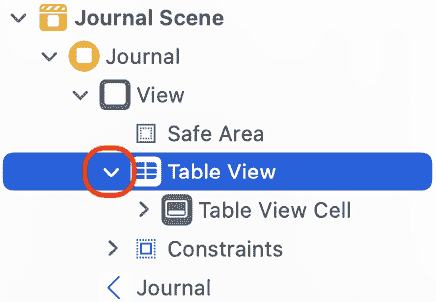 Journal Scene
Journal
View
Safe Area
Table View
Table View Cell
Constraints
Journal